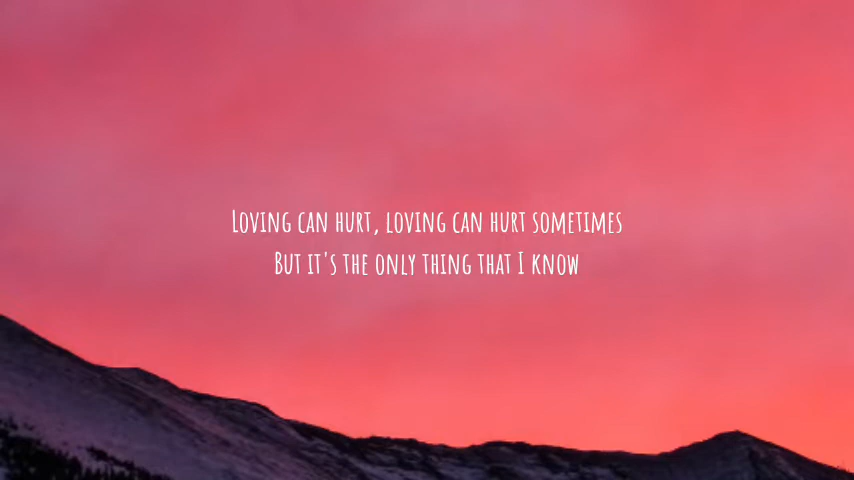 Loving can hurt, loving can hurt sometimes
But it's the only thing that I know